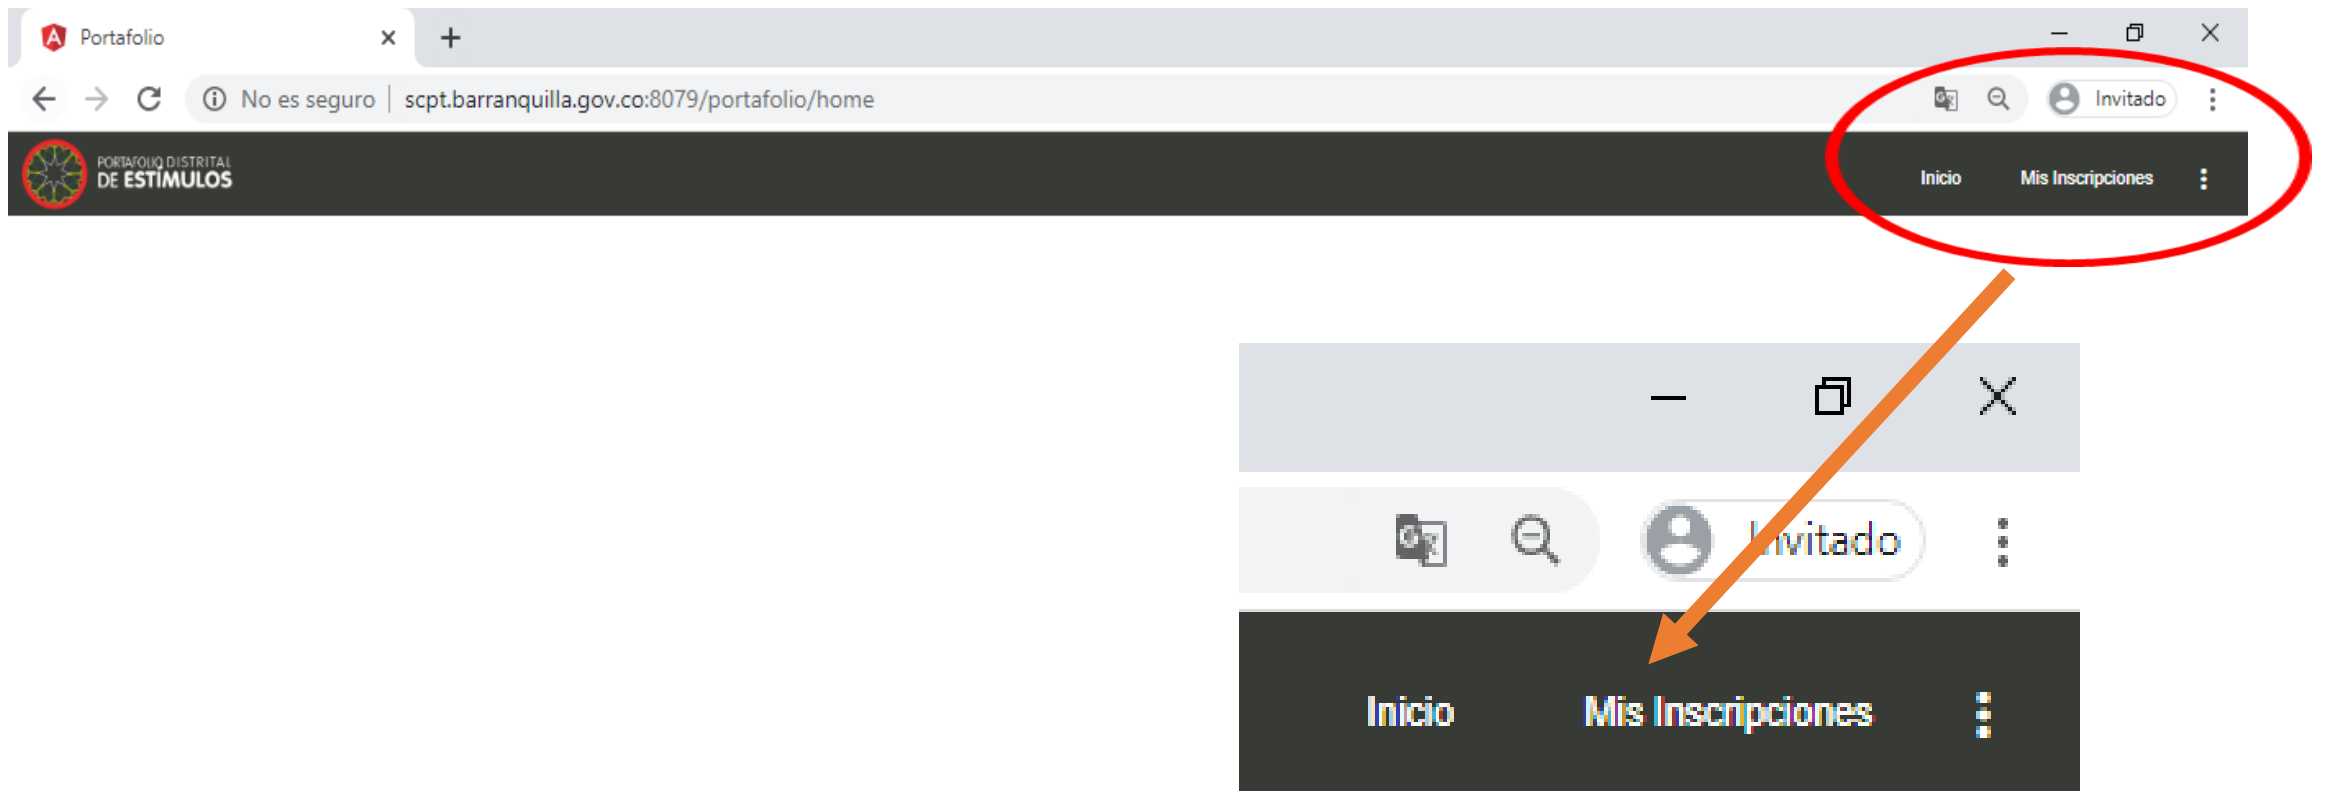 Portafolio
No es seguro | scpt.barranquilla.gov.co:8079/portafolio/home
Invitado
PORTAFOLIO DISTRITAL
DE ESTÍMULOS
Inicio Mis Inscripciones
Invitado
Inicio Mis Inscripciones